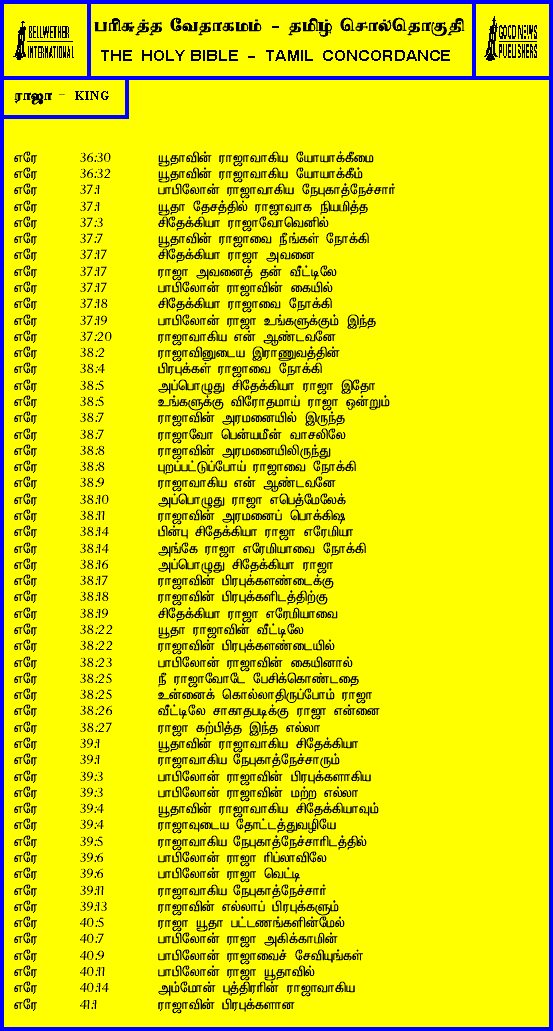 BELLWETHER
INTERNATIONAL
பரிசுத்த வேதாகமம் - தமிழ் சொல்தொகுதி
THE HOLY BIBLE - TAMIL CONCORDANCE
GOOD NEWS
PUBLISHERS
ராஜா - KING
எரே 36:30 யூதாவின் ராஜாவாகிய யோயாக்கீமை
எரே 36:32 யூதாவின் ராஜாவாகிய யோயாக்கீம்
எரே 37:1 பாபிலோன் ராஜாவாகிய நேபுகாத்நேச்சார்
எரே 37:1 யூதா தேசத்தில் ராஜாவாக நியமித்த
எரே 37:3 சிதேக்கியா ராஜாவோவெனில்
எரே 37:7 யூதாவின் ராஜாவை நீங்கள் நோக்கி
எரே 37:17 சிதேக்கியா ராஜா அவனை
எரே 37:17 ராஜா அவனைத் தன் வீட்டிலே
எரே 37:17 பாபிலோன் ராஜாவின் கையில்
எரே 37:18 சிதேக்கியா ராஜாவை நோக்கி
எரே 37:19 பாபிலோன் ராஜா உங்களுக்கும் இந்த
எரே 37:20 ராஜாவாகிய என் ஆண்டவனே
எரே 38:2 ராஜாவினுடைய இராணுவத்தின்
எரே 38:4 பிரபுக்கள் ராஜாவை நோக்கி
எரே 38:5 அப்பொழுது சிதேக்கியா ராஜா இதோ
எரே 38:5 உங்களுக்கு விரோதமாய் ராஜா ஒன்றும்
எரே 38:7 ராஜாவின் அரமனையில் இருந்த
எரே 38:7 ராஜாவோ பென்யமீன் வாசலிலே
எரே 38:8 ராஜாவின் அரமனையிலிருந்து
எரே 38:8 புறப்பட்டுப்போய் ராஜாவை நோக்கி
எரே 38:9 ராஜாவாகிய என் ஆண்டவனே
எரே 38:10 அப்பொழுது ராஜா எபெத்மேலேக்
எரே 38:11 ராஜாவின் அரமனைப் பொக்கிஷ
எரே 38:14 பின்பு சிதேக்கியா ராஜா எரேமியா
எரே 38:14 அங்கே ராஜா எரேமியாவை நோக்கி
எரே 38:16 அப்பொழுது சிதேக்கியா ராஜா
எரே 38:17 ராஜாவின் பிரபுக்களண்டைக்கு
எரே 38:18 ராஜாவின் பிரபுக்களிடத்திற்கு
எரே 38:19 சிதேக்கியா ராஜா எரேமியாவை
எரே 38:22 யூதா ராஜாவின் வீட்டிலே
எரே 38:22 ராஜாவின் பிரபுக்களண்டையில்
எரே 38:23 பாபிலோன் ராஜாவின் கையினால்
எரே 38:25 நீ ராஜாவோடே பேசிக்கொண்டதை
எரே 38:25 உன்னைக் கொல்லாதிருப்போம் ராஜா
எரே 38:26 வீட்டிலே சாகாதபடிக்கு ராஜா என்னை
எரே 38:27 ராஜா கற்பித்த இந்த எல்லா
எரே 39:1 யூதாவின் ராஜாவாகிய சிதேக்கியா
எரே 39:1 ராஜாவாகிய நேபுகாத்நேச்சாரும்
எரே 39:3 பாபிலோன் ராஜாவின் பிரபுக்களாகிய
எரே 39:3 பாபிலோன் ராஜாவின் மற்ற எல்லா
எரே 39:4 யூதாவின் ராஜாவாகிய சிதேக்கியாவும்
எரே 39:4 ராஜாவுடைய தோட்டத்துவழியே
எரே 39:5 ராஜாவாகிய நேபுகாத்நேச்சாரிடத்தில்
எரே 39:6 பாபிலோன் ராஜா ரிப்லாவிலே
எரே 39:6 பாபிலோன் ராஜா வெட்டி
எரே 39:11 ராஜாவாகிய நேபுகாத்நேச்சார்
எரே 39:13 ராஜாவின் எல்லாப் பிரபுக்களும்
எரே 40:5 ராஜா யூதா பட்டணங்களின்மேல்
எரே 40:7 பாபிலோன் ராஜா அகிக்காமின்
எரே 40:9 பாபிலோன் ராஜாவைச் சேவியுங்கள்
எரே 40:11 பாபிலோன் ராஜா யூதாவில்
எரே 40:14 அம்மோன் புத்திரரின் ராஜாவாகிய
எரே 41:1 ராஜாவின் பிரபுக்களான